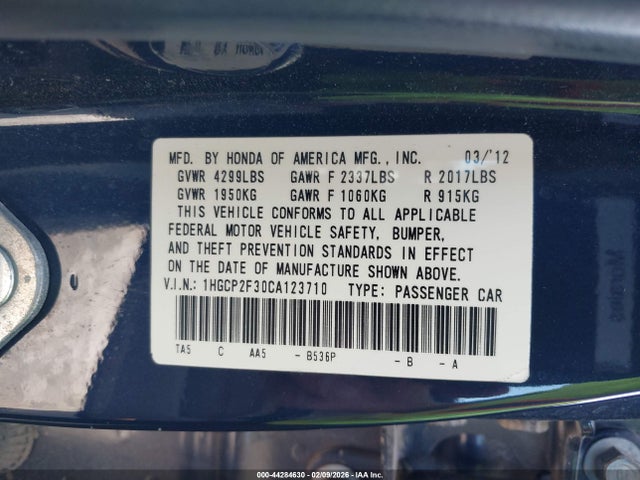 MFD. BY HONDA OF AMERICA MFG., INC. 03/'12
GVWR 4299LBS GAWR F 2337LBS R 2017LBS
GVWR 1950KG GAWR F 1060KG R 915KG
THIS VEHICLE CONFORMS TO ALL APPLICABLE
FEDERAL MOTOR VEHICLE SAFETY, BUMPER,
AND THEFT PREVENTION STANDARDS IN EFFECT
ON THE DATE OF MANUFACTURE SHOWN ABOVE.
V.I.N.: 1HGCP2F30CA123710 TYPE: PASSENGER CAR
TA5 C AA5 - B536P - B - A
000-44284630 - 02/09/2026 - IAA Inc.